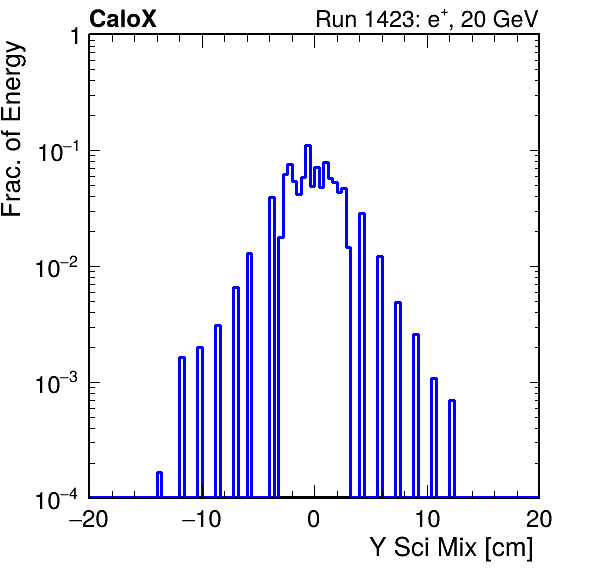 CaloX Run 1423: e⁺, 20 GeV
Frac. of Energy
1
10⁻¹
10⁻²
10⁻³
10⁻⁴
−20 −10 0 10 20
Y Sci Mix [cm]